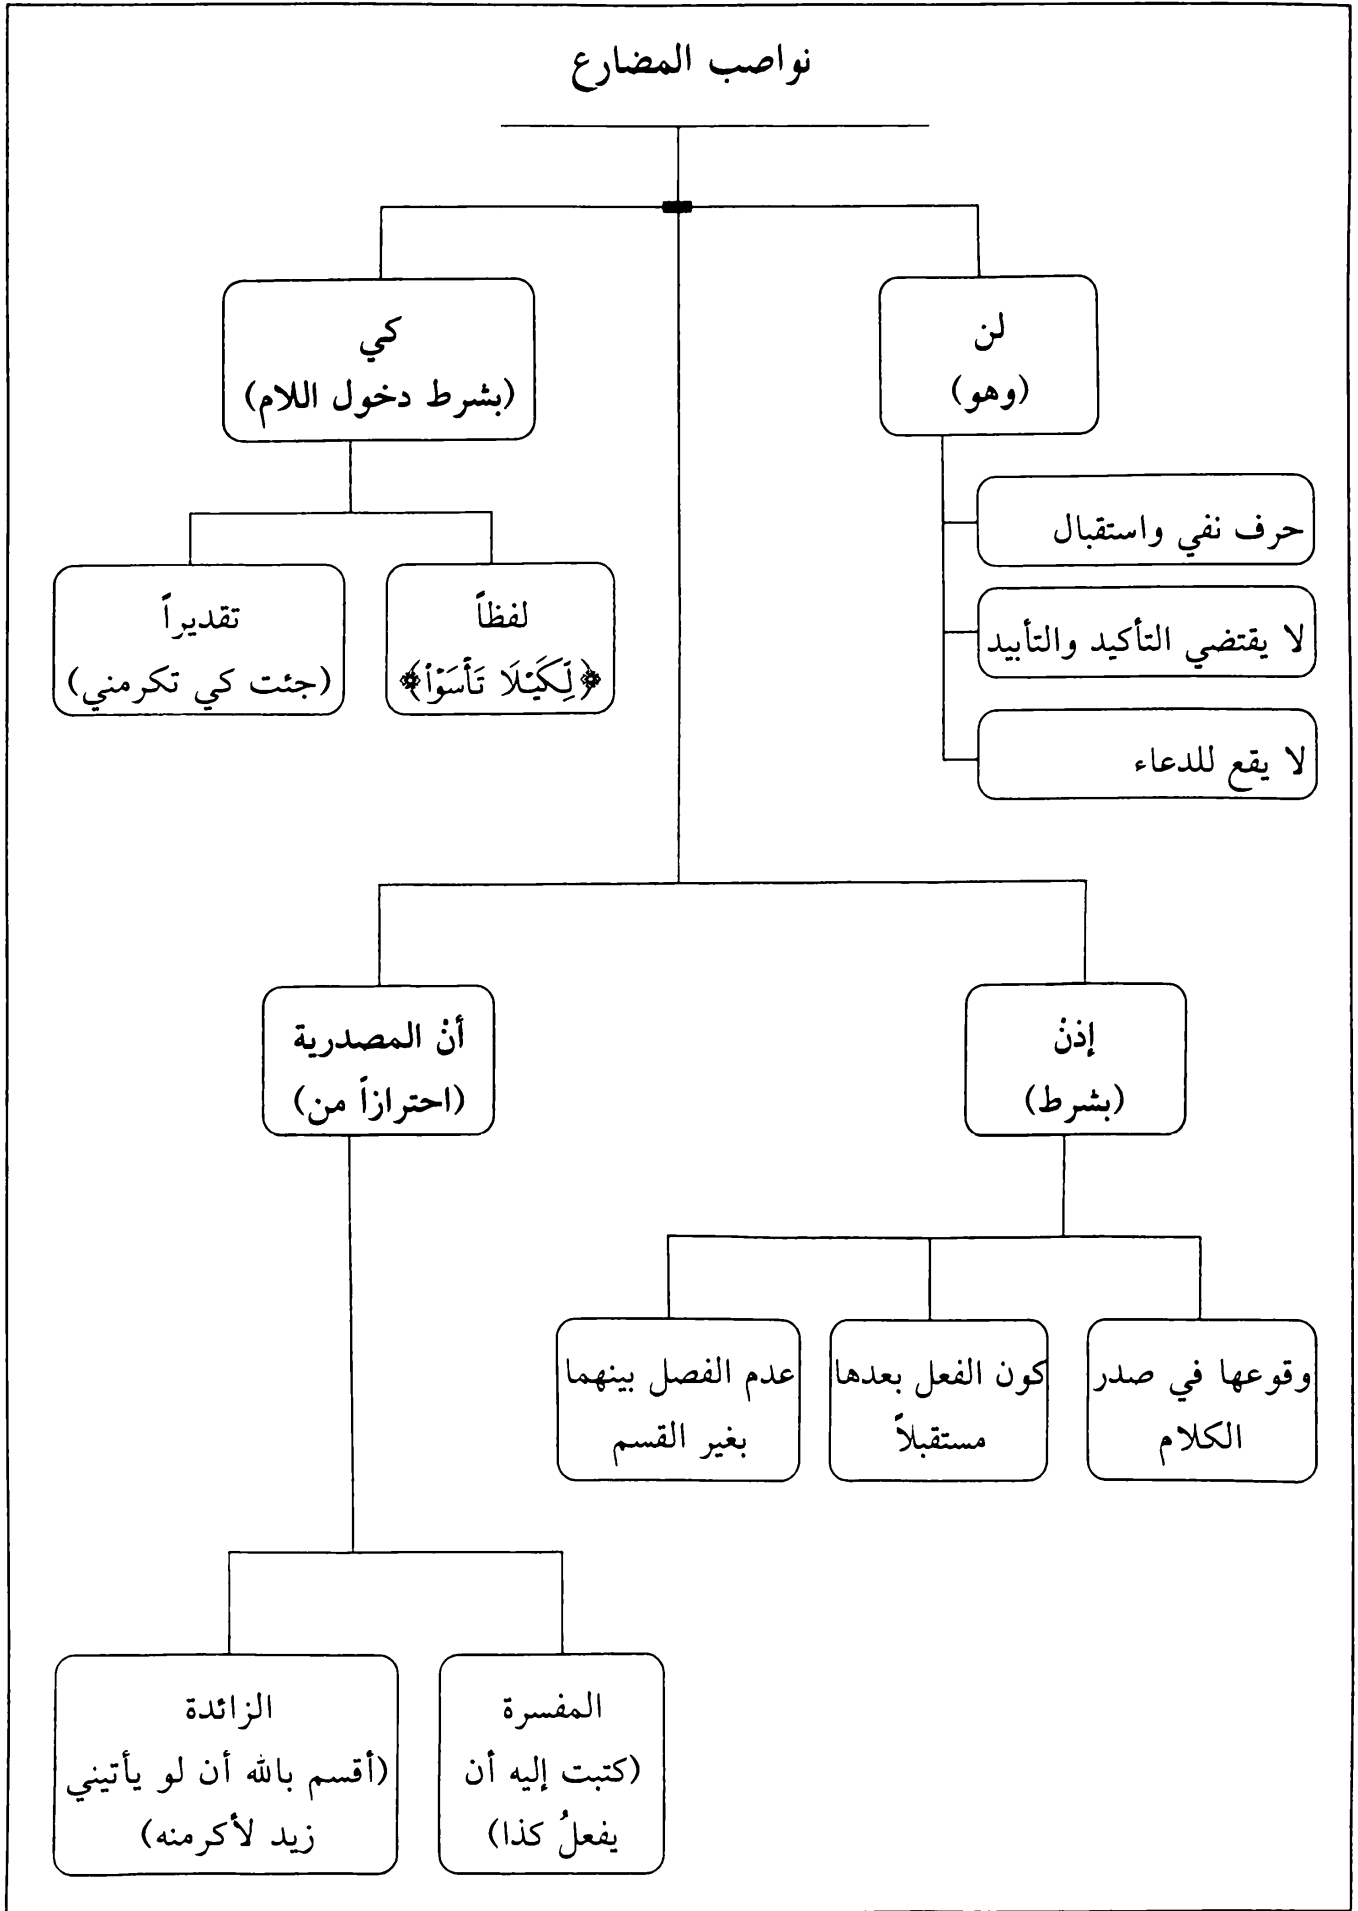 نواصب المضارع
لن
(وهو)
حرف نفي واستقبال
لا يقتضي التأكيد والتأبيد
لا يقع للدعاء
كي
(بشرط دخول اللام)
لفظاً
﴿لِّكَيۡلَا تَأۡسَوۡاْ﴾
تقديراً
(جئت كي تكرمني)
إذنْ
(بشرط)
وقوعها في صدر
الكلام
كون الفعل بعدها
مستقبلاً
عدم الفصل بينهما
بغير القسم
أنْ المصدرية
(احترازاً من)
المفسرة
(كتبت إليه أن
يفعلُ كذا)
الزائدة
(أقسم بالله أن لو يأتيني
زيد لأكرمنه)